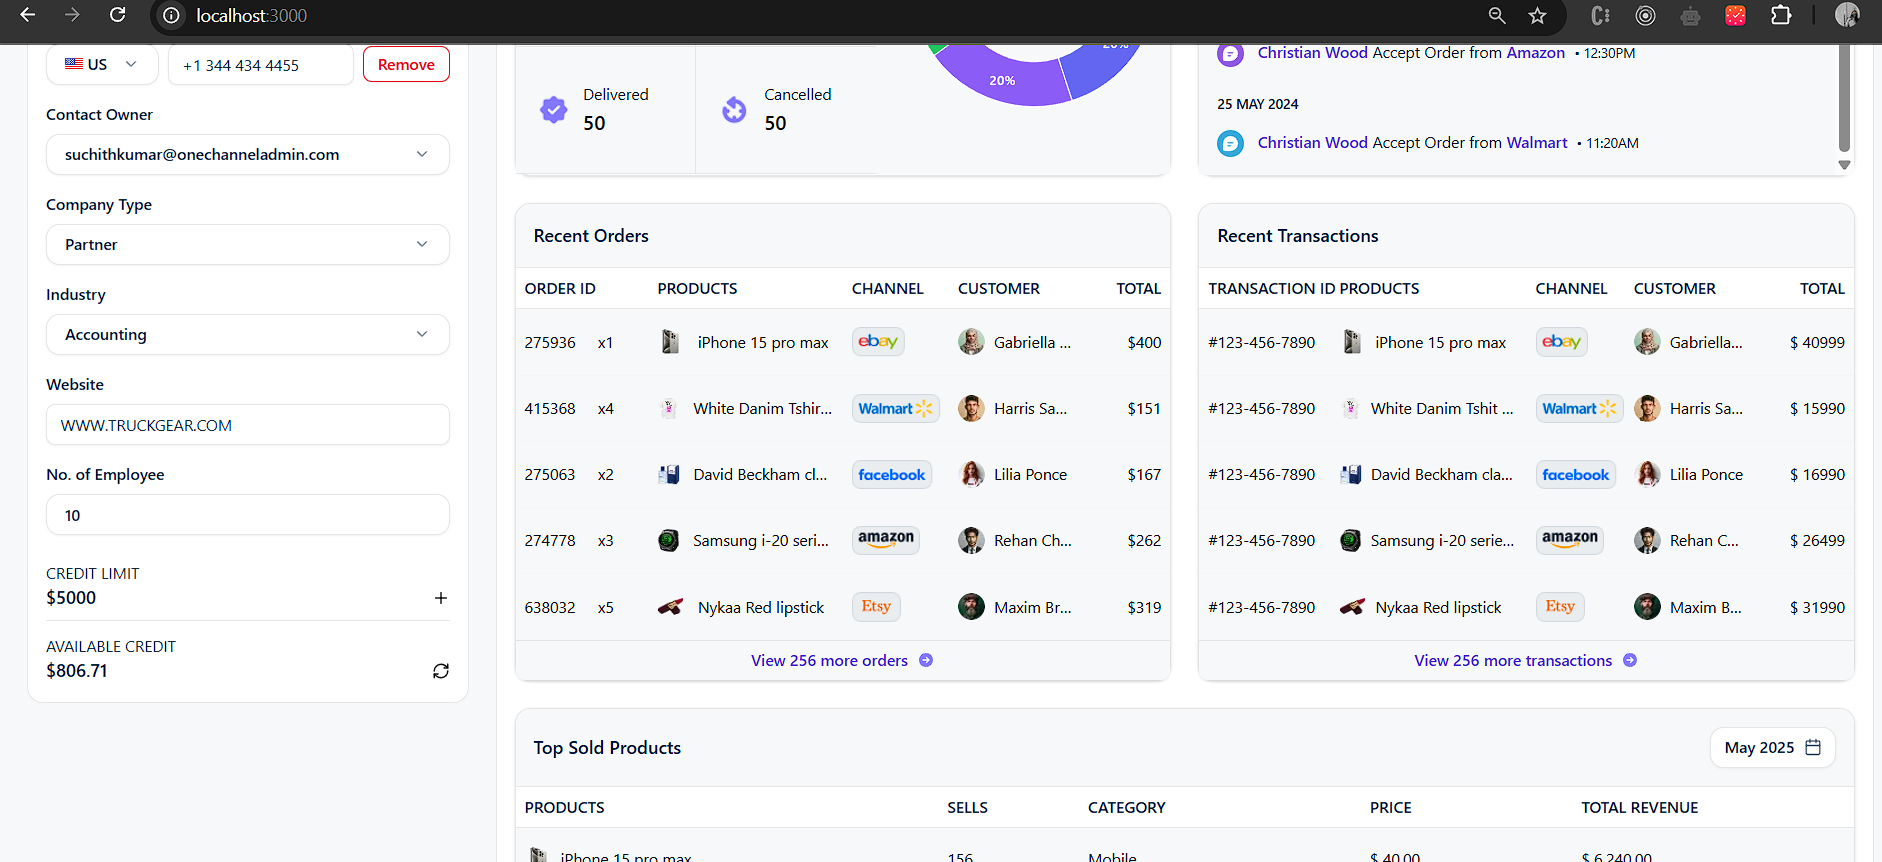 localhost:3000
US
+1 344 434 4455
Remove
Contact Owner
suchithkumar@onechanneladmin.com
Company Type
Partner
Industry
Accounting
Website
WWW.TRUCKGEAR.COM
No. of Employee
10
CREDIT LIMIT
$5000
AVAILABLE CREDIT
$806.71
Delivered
50
Cancelled
50
20%
20%
Christian Wood Accept Order from Amazon • 12:30PM
25 MAY 2024
Christian Wood Accept Order from Walmart • 11:20AM
Recent Orders
ORDER ID PRODUCTS CHANNEL CUSTOMER TOTAL
275936 x1 iPhone 15 pro max ebay Gabriella ... $400
415368 x4 White Danim Tshir... Walmart Harris Sa... $151
275063 x2 David Beckham cl... facebook Lilia Ponce $167
274778 x3 Samsung i-20 seri... amazon Rehan Ch... $262
638032 x5 Nykaa Red lipstick Etsy Maxim Br... $319
View 256 more orders
Recent Transactions
TRANSACTION ID PRODUCTS CHANNEL CUSTOMER TOTAL
#123-456-7890 iPhone 15 pro max ebay Gabriella... $ 40999
#123-456-7890 White Danim Tshit ... Walmart Harris Sa... $ 15990
#123-456-7890 David Beckham cla... facebook Lilia Ponce $ 16990
#123-456-7890 Samsung i-20 serie... amazon Rehan C... $ 26499
#123-456-7890 Nykaa Red lipstick Etsy Maxim B... $ 31990
View 256 more transactions
Top Sold Products
May 2025
PRODUCTS SELLS CATEGORY PRICE TOTAL REVENUE
iPhone 15 pro max 156 Mobile $ 40.00 $ 6,240.00